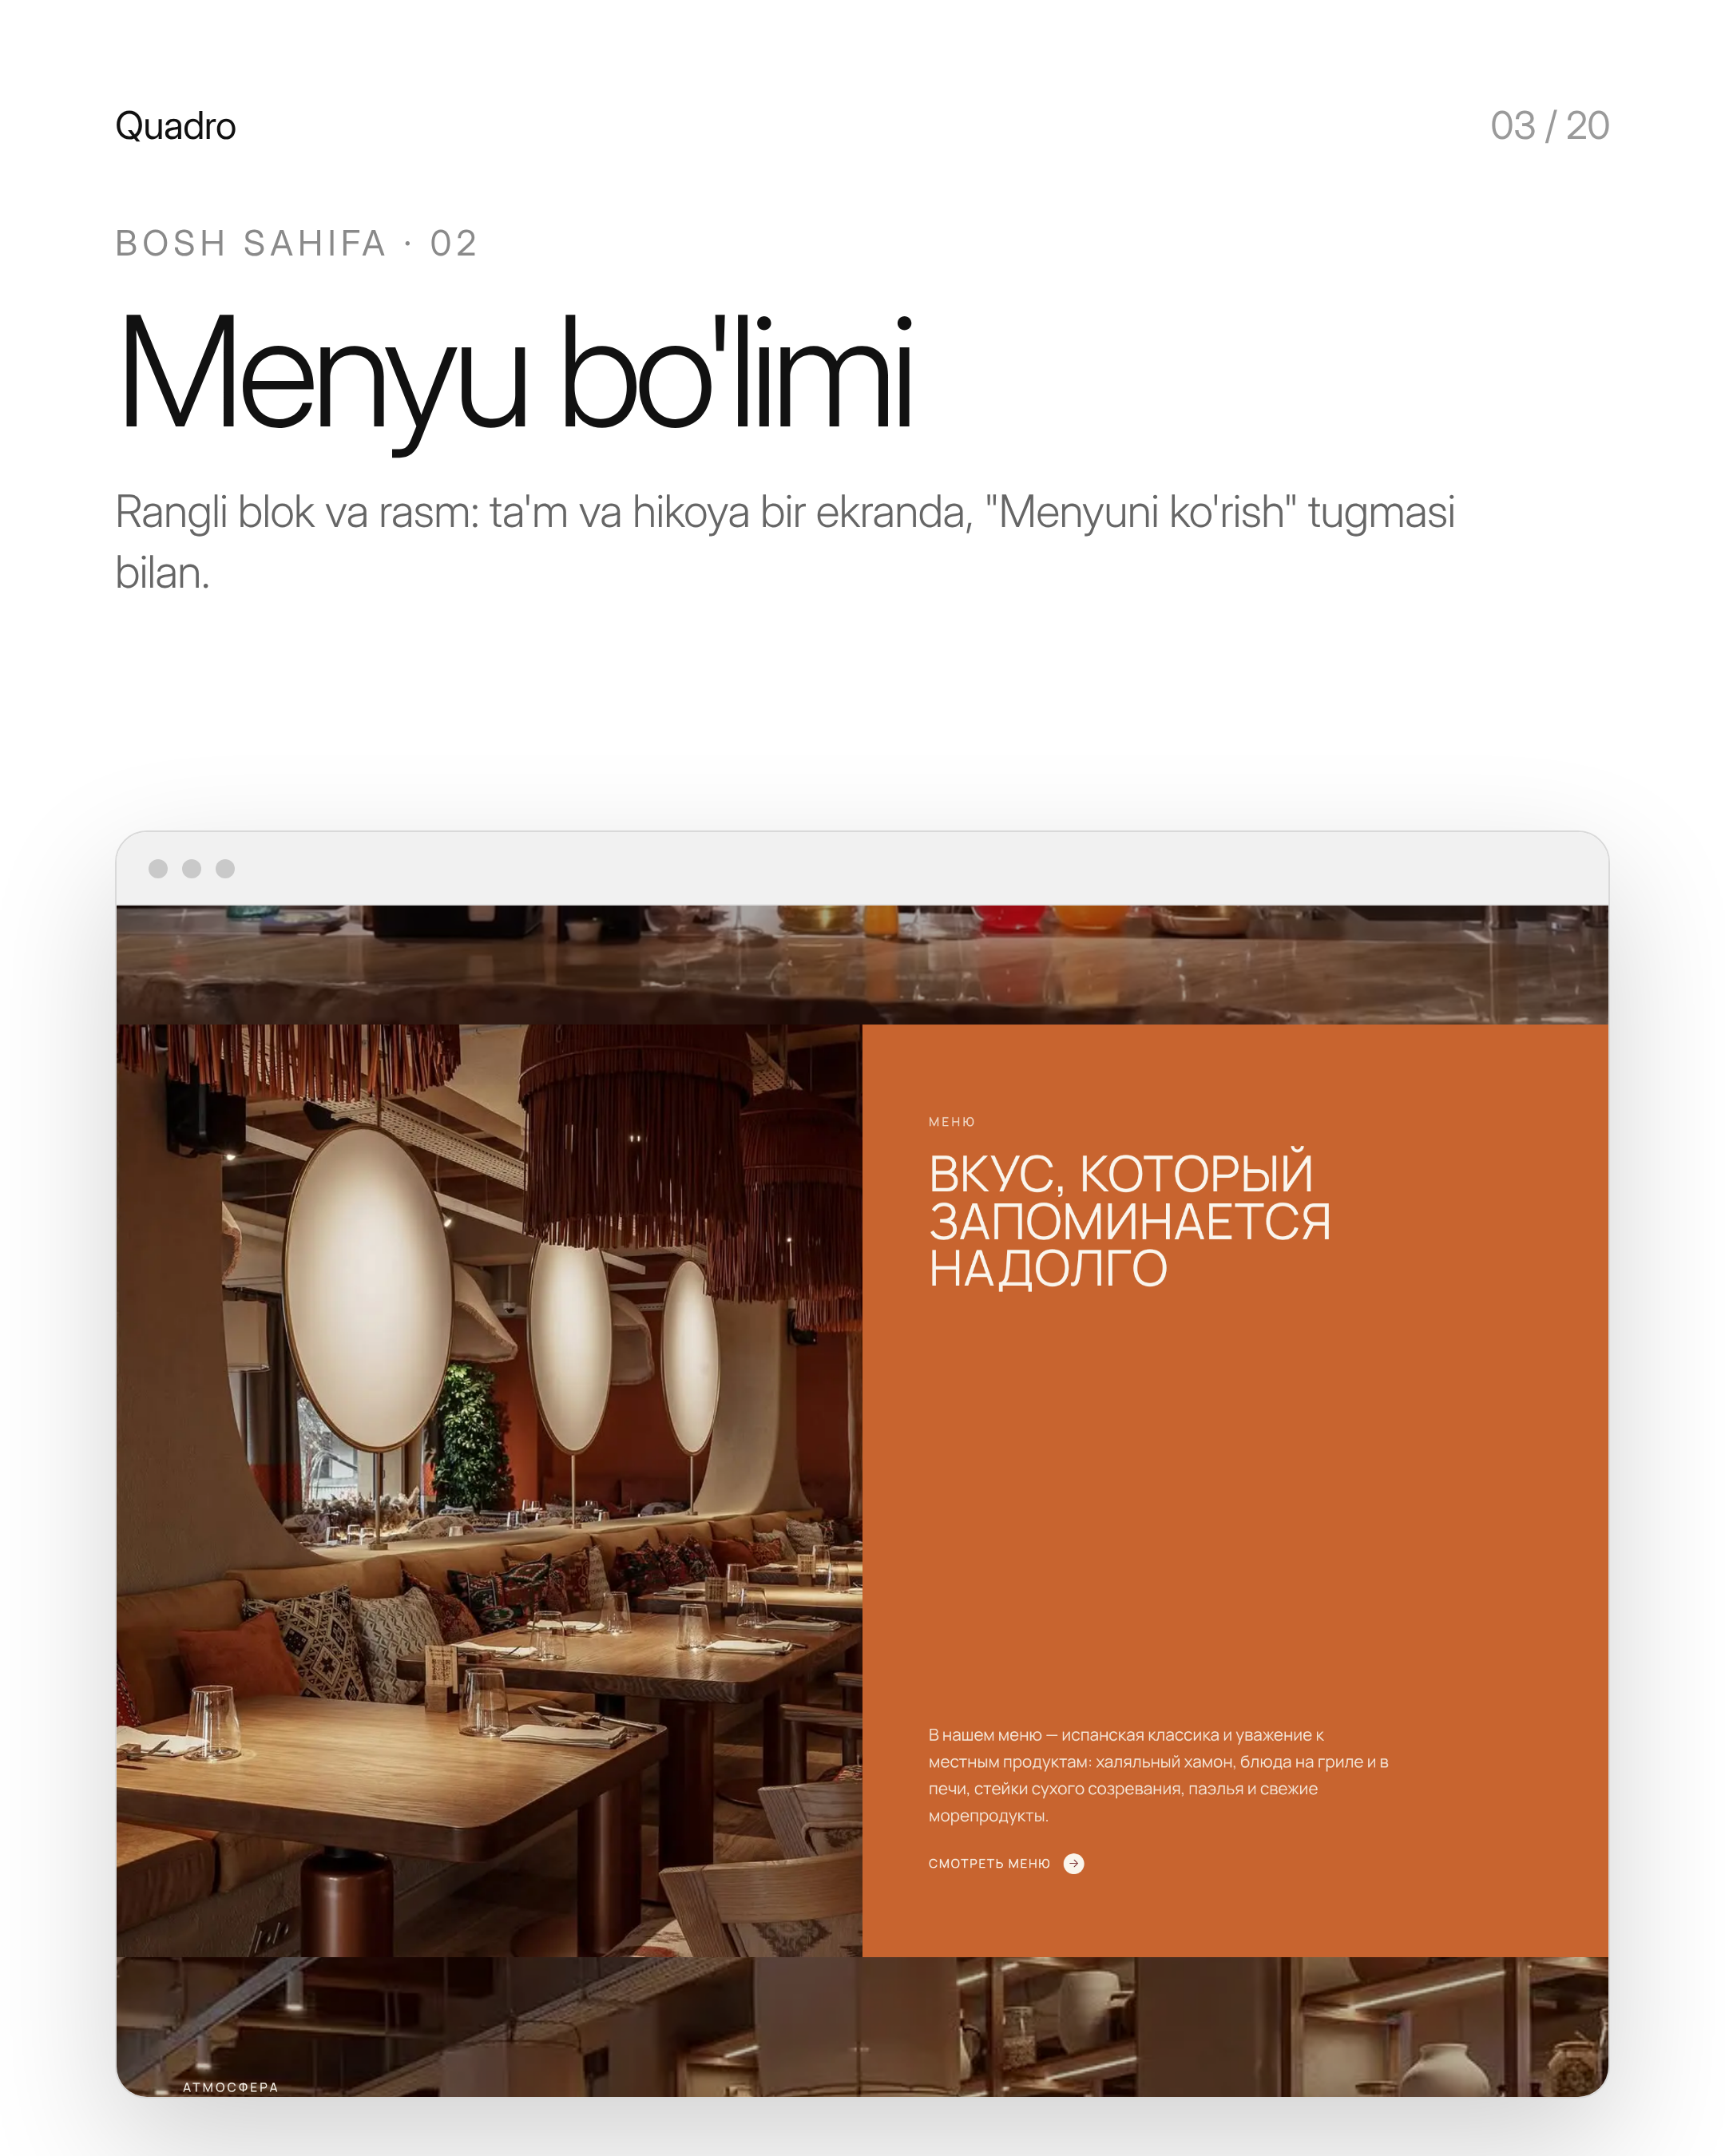 Quadro
03 / 20
BOSH SAHIFA · 02
Menyu bo'limi
Rangli blok va rasm: ta'm va hikoya bir ekranda, "Menyuni ko'rish" tugmasi
bilan.
МЕНЮ
ВКУС, КОТОРЫЙ
ЗАПОМИНАЕТСЯ
НАДОЛГО
В нашем меню — испанская классика и уважение к
местным продуктам: халяльный хамон, блюда на гриле и в
печи, стейки сухого созревания, паэлья и свежие
морепродукты.
СМОТРЕТЬ МЕНЮ
АТМОСФЕРА